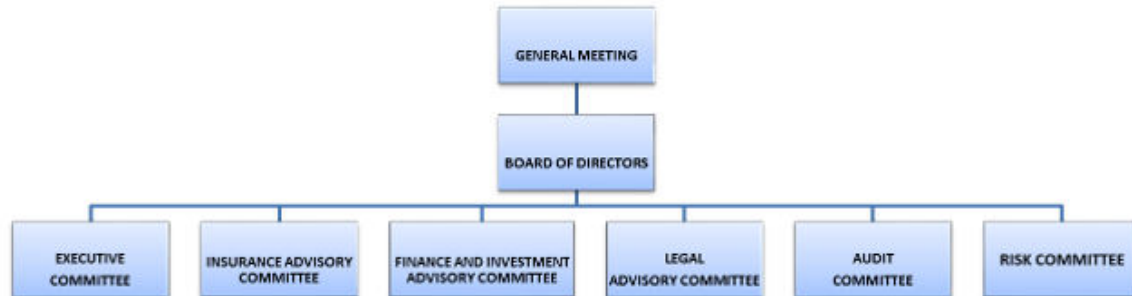 GENERAL MEETING
BOARD OF DIRECTORS
EXECUTIVE
COMMITTEE
INSURANCE ADVISORY
COMMITTEE
FINANCE AND INVESTMENT
ADVISORY COMMITTEE
LEGAL
ADVISORY COMMITTEE
AUDIT
COMMITTEE
RISK COMMITTEE